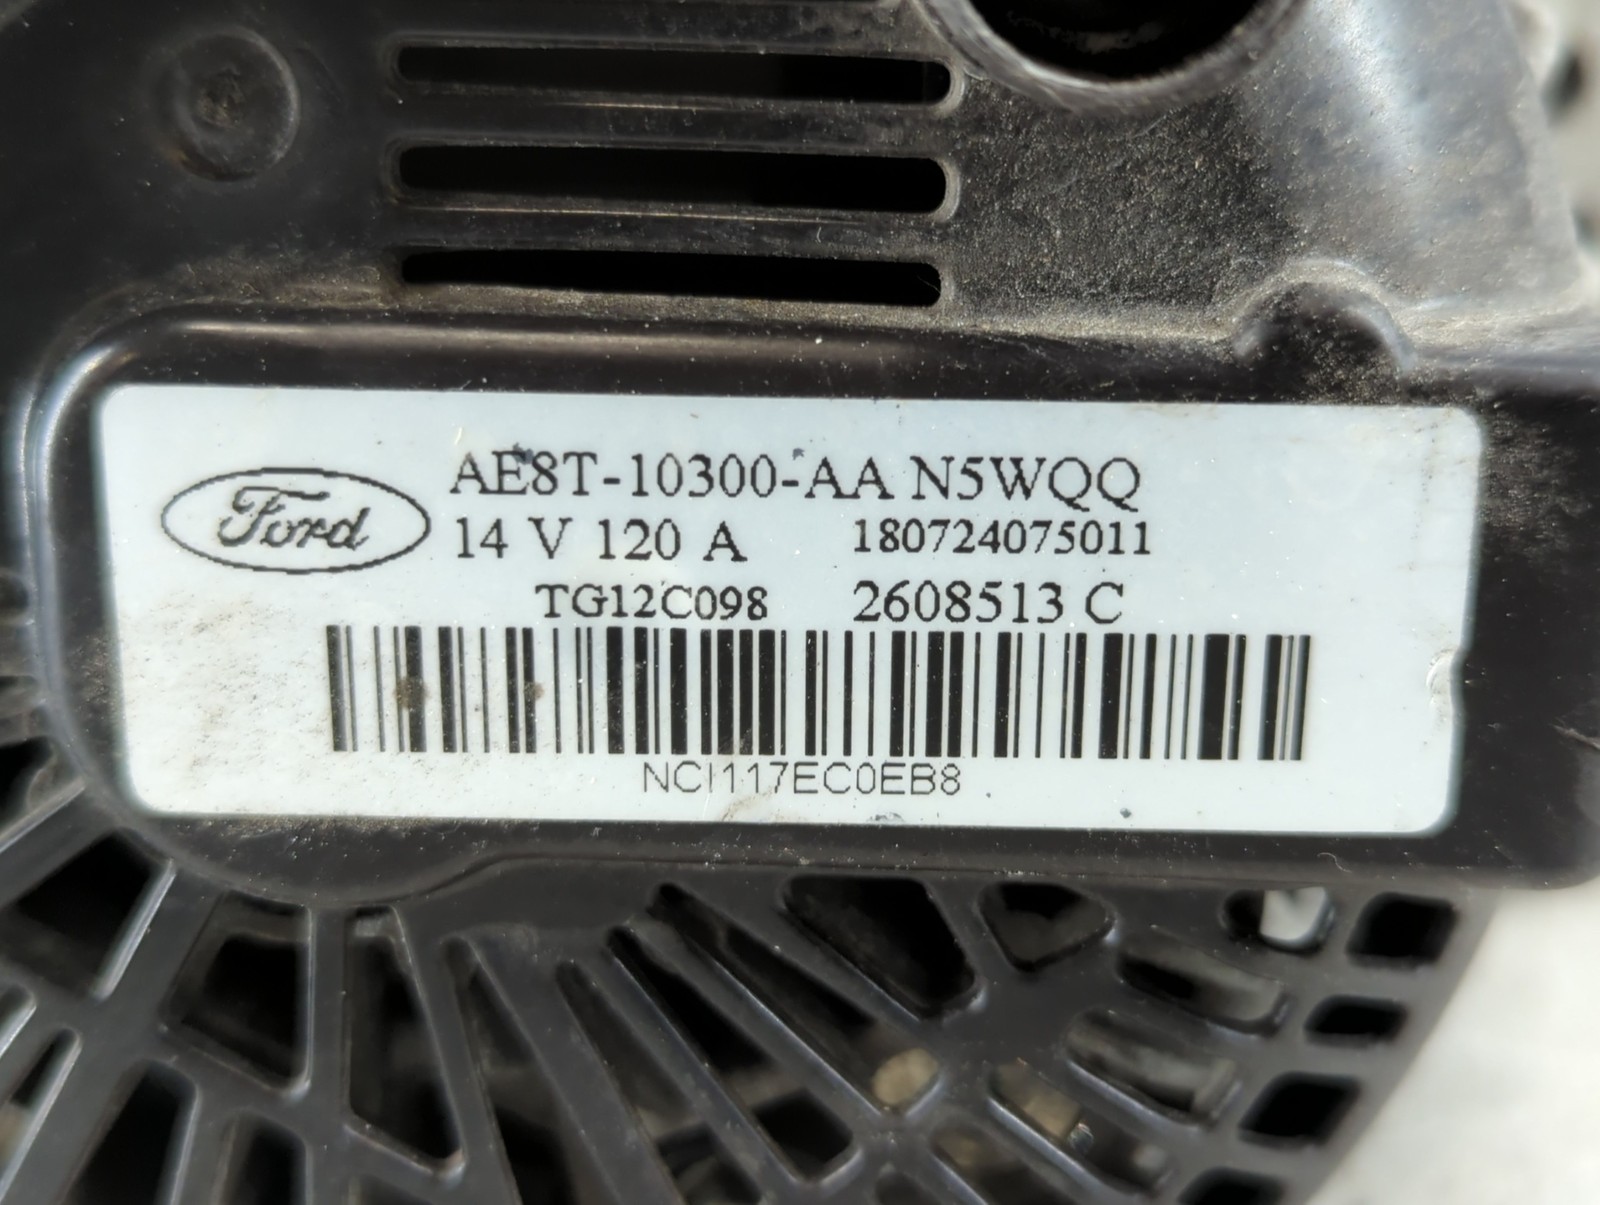 Ford
AE8T-10300-AA N5WQQ
14 V 120 A 180724075011
TG12C098 2608513 C
NCI117EC0EB8